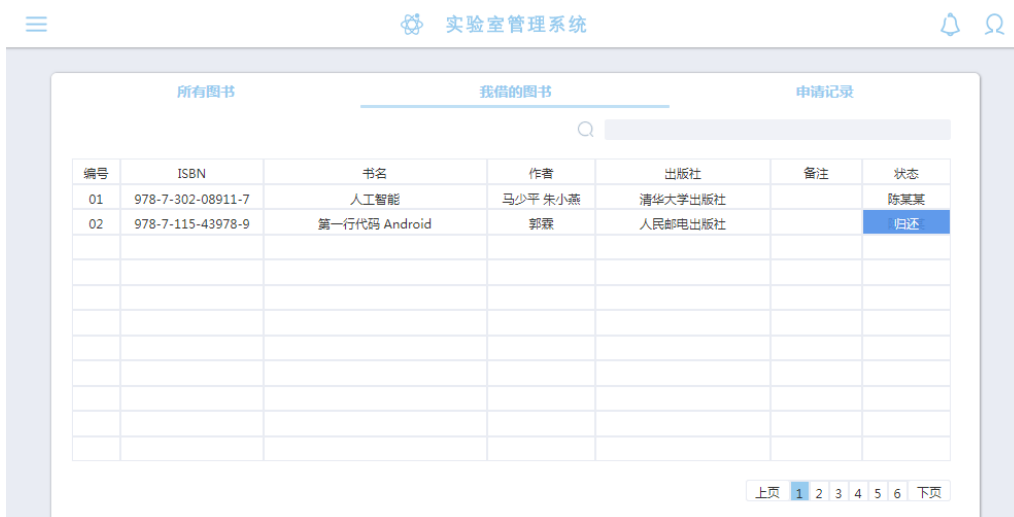 实验室管理系统
所有图书 我借的图书 申请记录
编号 ISBN 书名 作者 出版社 备注 状态
01 978-7-302-08911-7 人工智能 马少平 朱小燕 清华大学出版社 陈某某
02 978-7-115-43978-9 第一行代码 Android 郭霖 人民邮电出版社 归还
上页 1 2 3 4 5 6 下页